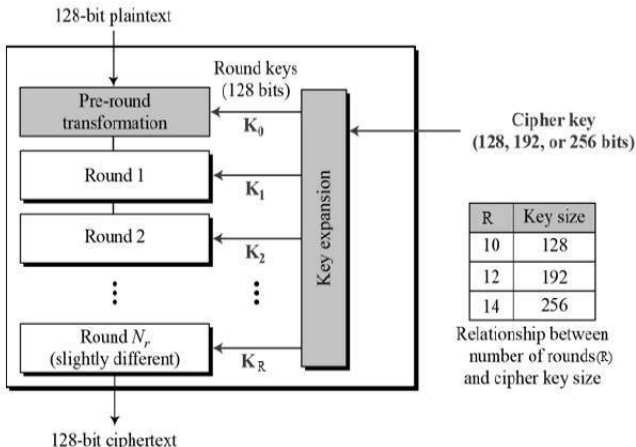 128-bit plaintext
Round keys
(128 bits)
Pre-round
transformation
K0
Cipher key
(128, 192, or 256 bits)
Round 1
K1
Round 2
K2
Key expansion
Round Nr
(slightly different)
KR
R Key size
10 128
12 192
14 256
Relationship between
number of rounds(R)
and cipher key size
128-bit ciphertext